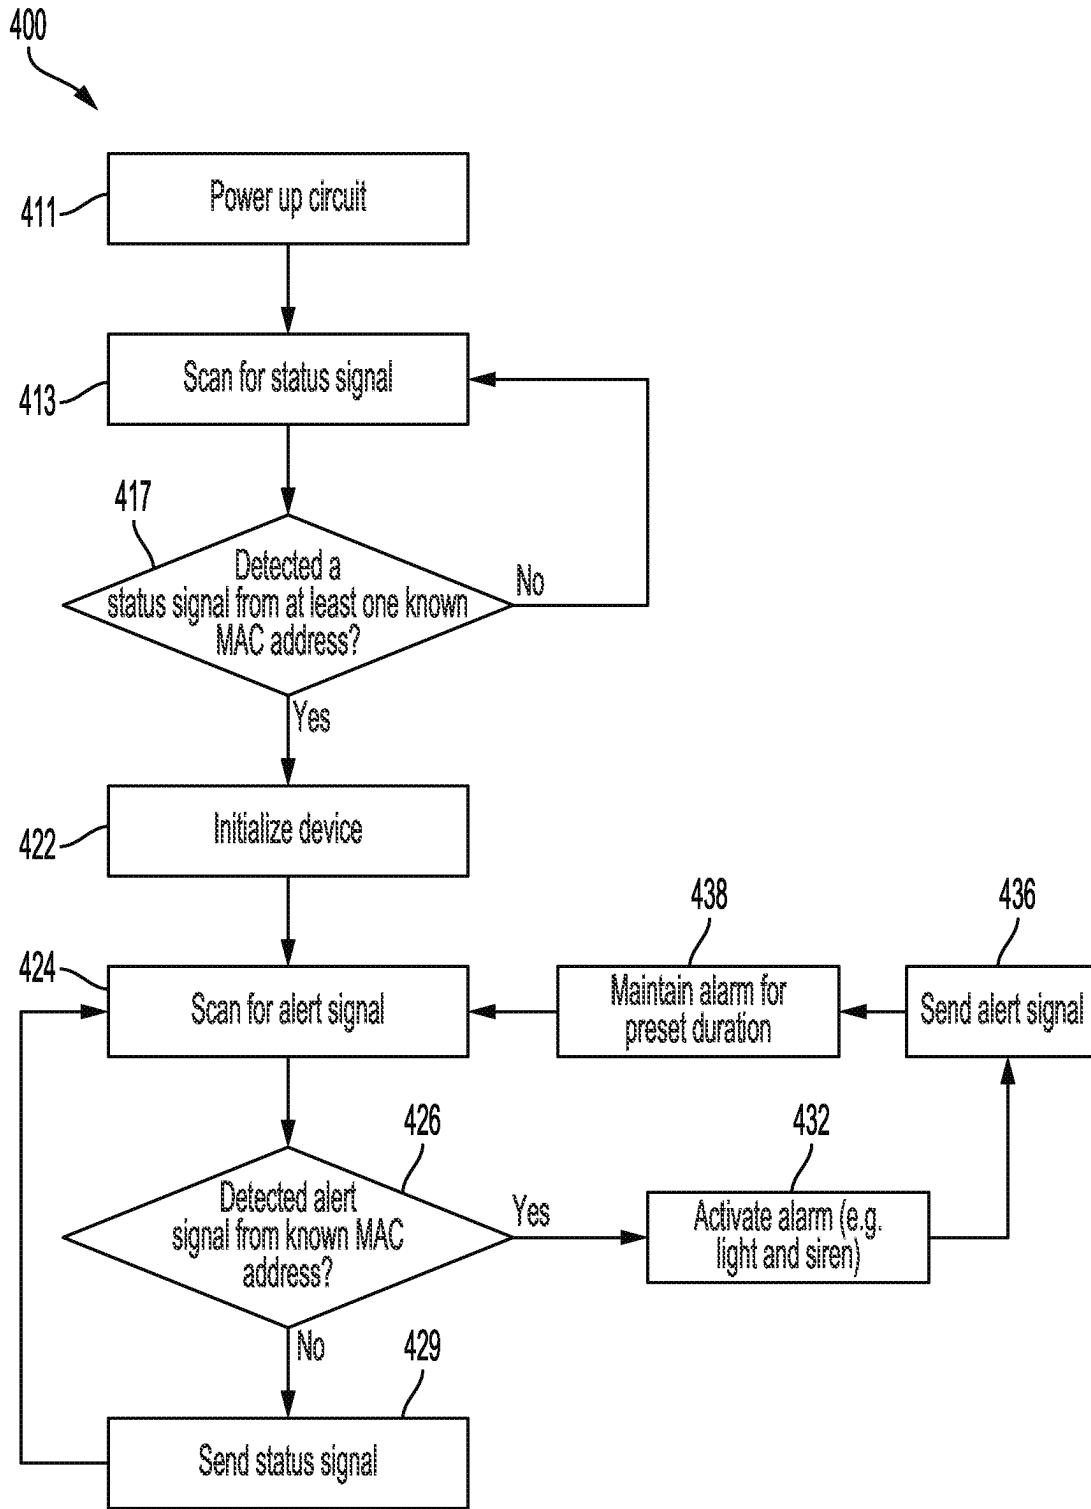 400
411
Power up circuit
413
Scan for status signal
417
Detected a
status signal from at least one known
MAC address?
No
Yes
422
Initialize device
424
Scan for alert signal
438
Maintain alarm for
preset duration
436
Send alert signal
426
Detected alert
signal from known MAC
address?
Yes
432
Activate alarm (e.g.
light and siren)
No
429
Send status signal